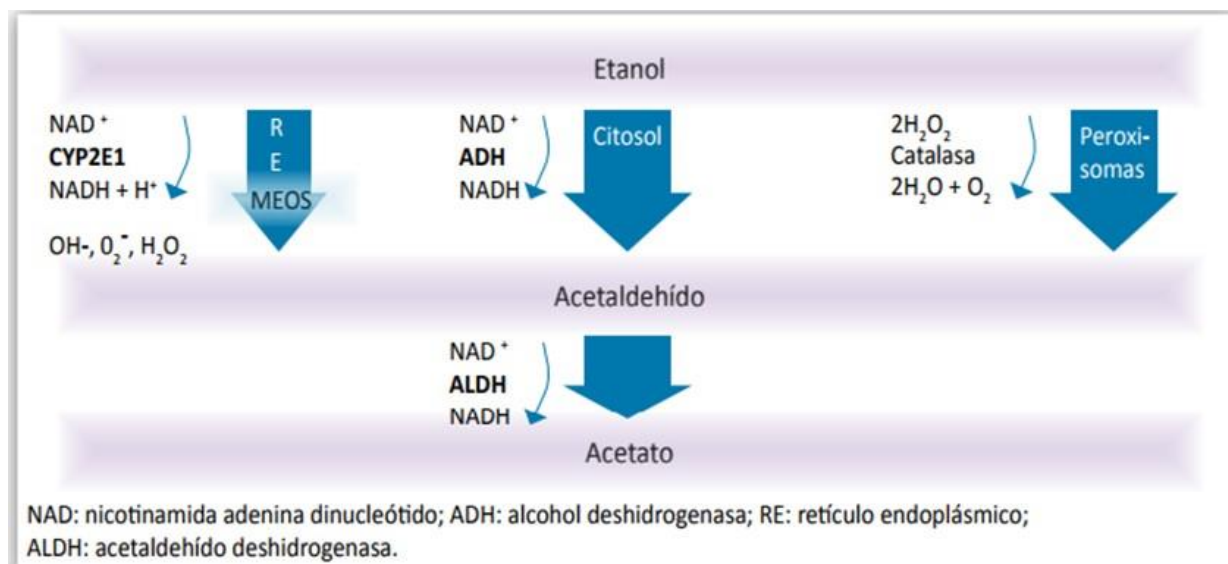 Etanol
NAD +
CYP2E1
NADH + H+
OH-, 0₂⁻, H₂O₂
R
E
MEOS
NAD +
ADH
NADH
Citosol
2H₂O₂
Catalasa
2H₂O + O₂
Peroxi-
somas
Acetaldehído
NAD +
ALDH
NADH
Acetato
NAD: nicotinamida adenina dinucleótido; ADH: alcohol deshidrogenasa; RE: retículo endoplásmico;
ALDH: acetaldehído deshidrogenasa.